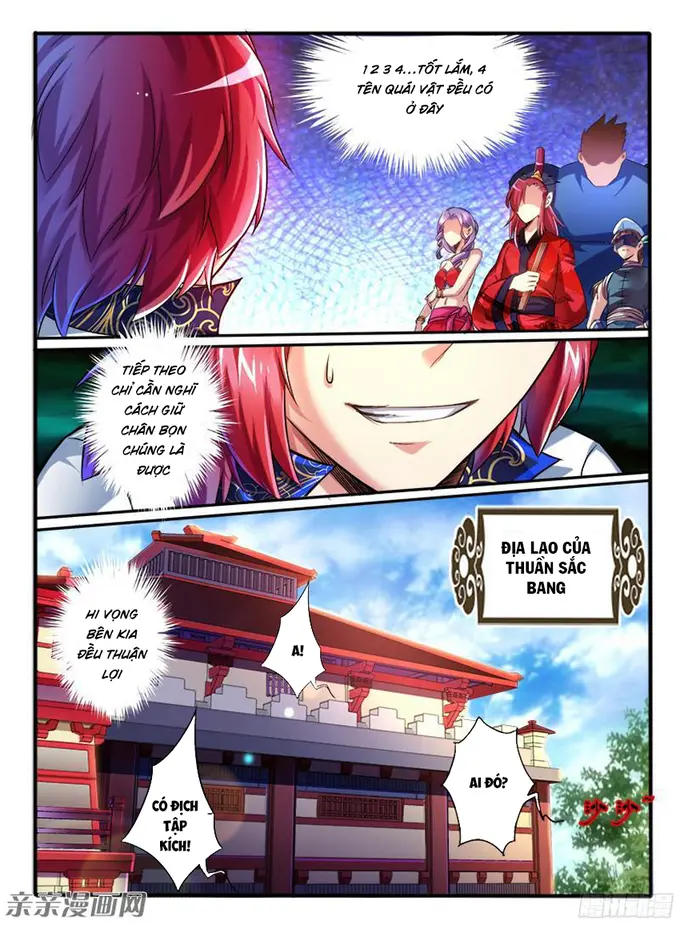 1 2 3 4...TỐT LẮM, 4
TÊN QUÁI VẬT ĐỀU CÓ
Ở ĐÂY
TIẾP THEO
CHỈ CẦN NGHĨ
CÁCH GIỮ
CHÂN BỌN
CHÚNG LÀ
ĐƯỢC
ĐỊA LAO CỦA
THUẦN SẮC
BANG
HI VỌNG
BÊN KIA
ĐỀU THUẬN
LỢI
A!
AI ĐÓ?
CÓ ĐỊCH
TẬP
KÍCH!
亲亲漫画网